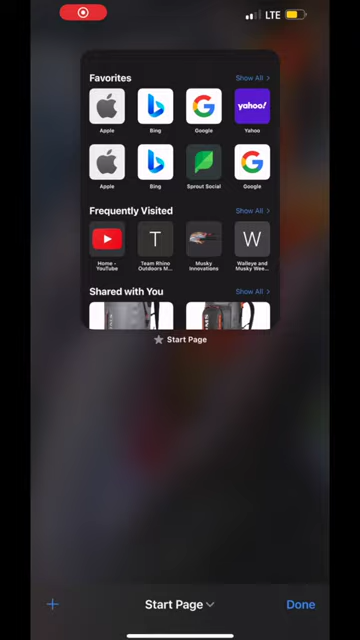 LTE
Favorites Show All >
yahoo!
Apple Bing Google Yahoo
Apple Bing Sprout Social Google
Frequently Visited Show All >
T W
Home - YouTube
Team Rhino Outdoors M...
Musky Innovations
Walleye and Musky Wee...
Shared with You Show All >
Start Page
+ Start Page Done